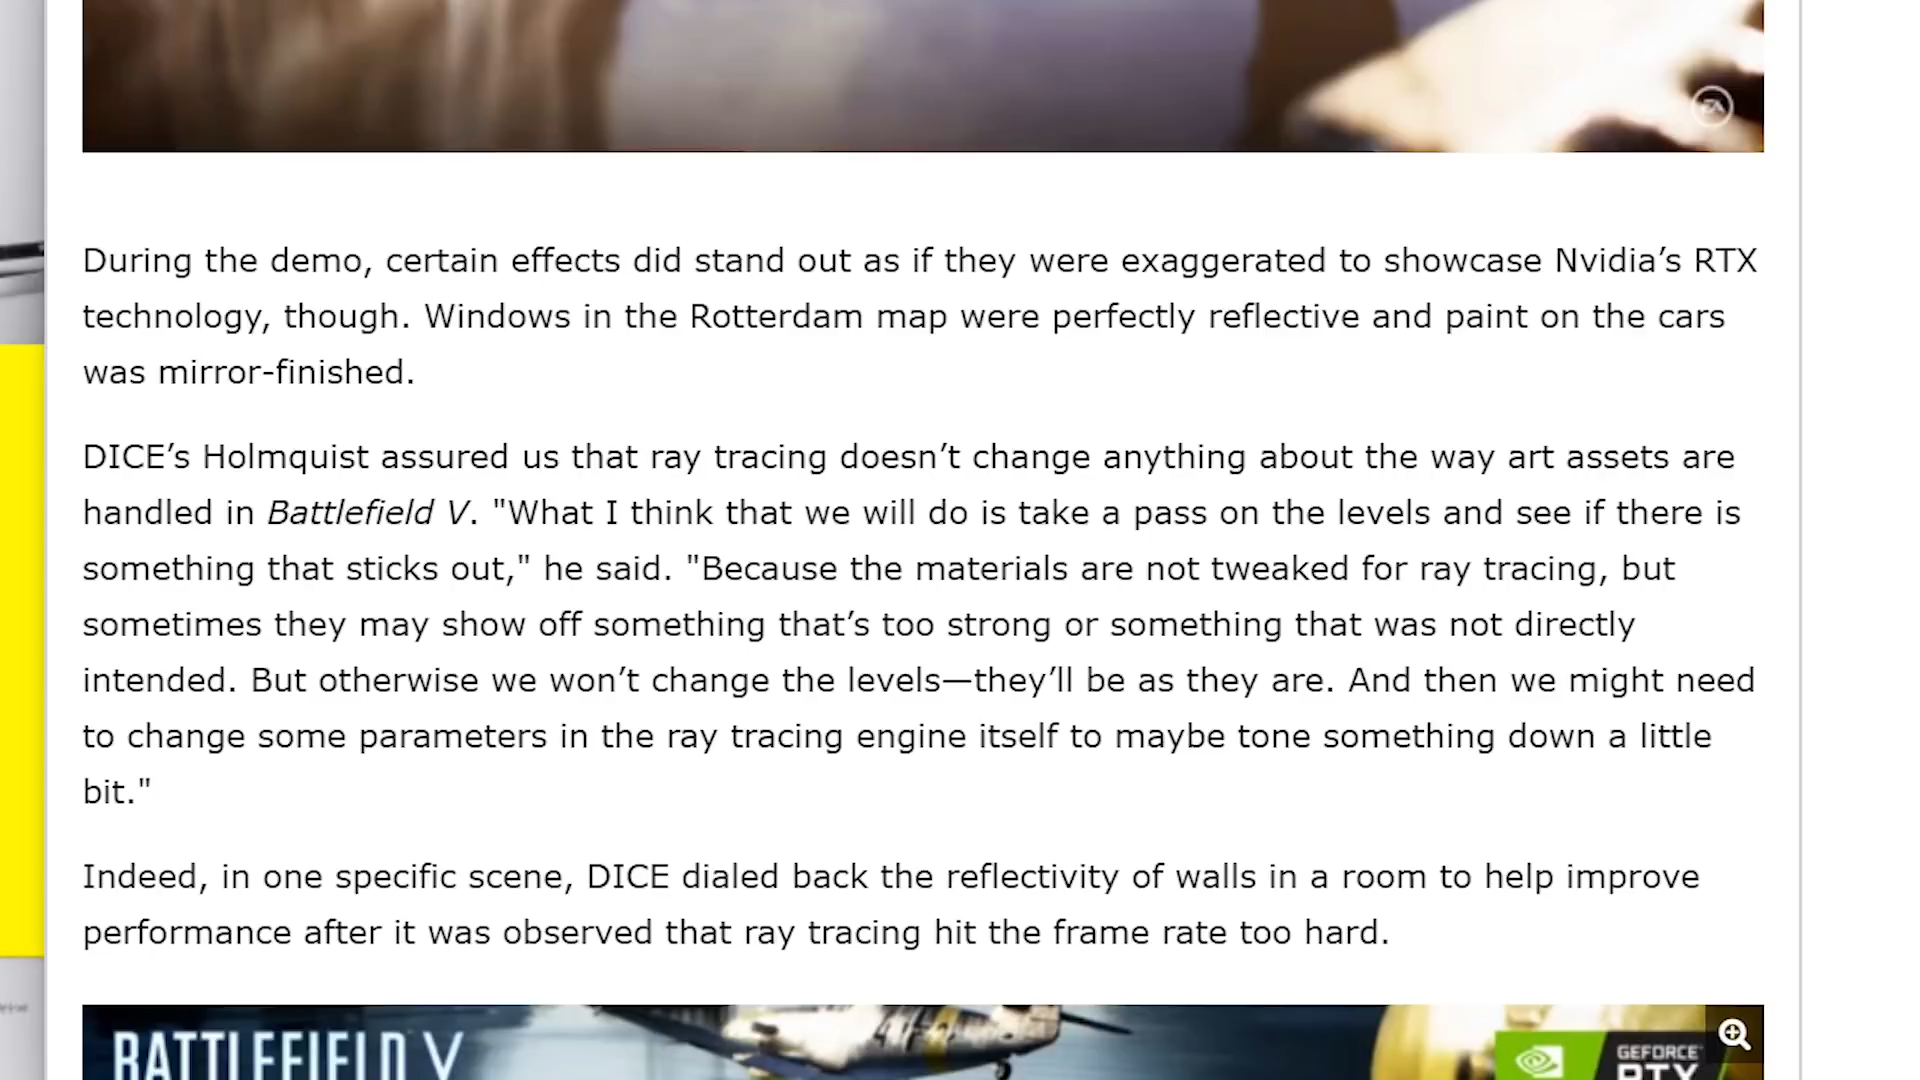 EA
During the demo, certain effects did stand out as if they were exaggerated to showcase Nvidia’s RTX
technology, though. Windows in the Rotterdam map were perfectly reflective and paint on the cars
was mirror-finished.
DICE’s Holmquist assured us that ray tracing doesn’t change anything about the way art assets are
handled in Battlefield V. "What I think that we will do is take a pass on the levels and see if there is
something that sticks out," he said. "Because the materials are not tweaked for ray tracing, but
sometimes they may show off something that’s too strong or something that was not directly
intended. But otherwise we won’t change the levels—they’ll be as they are. And then we might need
to change some parameters in the ray tracing engine itself to maybe tone something down a little
bit."
Indeed, in one specific scene, DICE dialed back the reflectivity of walls in a room to help improve
performance after it was observed that ray tracing hit the frame rate too hard.
BATTLEFIELD V
GEFORCE
RTX